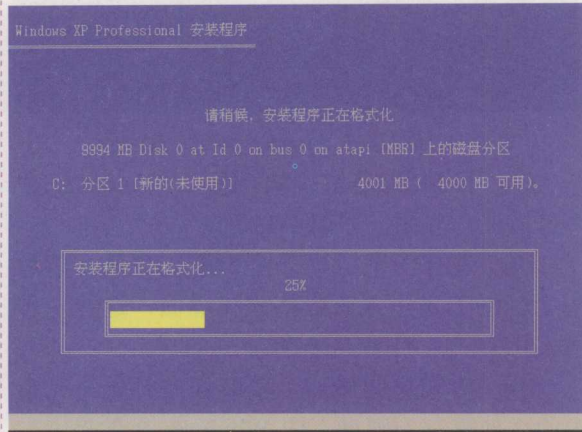 Windows XP Professional 安装程序
请稍候，安装程序正在格式化
9994 MB Disk 0 at Id 0 on bus 0 on atapi [MBR] 上的磁盘分区
C: 分区 1 [新的(未使用)] 4001 MB ( 4000 MB 可用)。
安装程序正在格式化...
25%